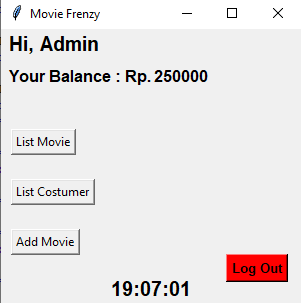 Movie Frenzy
Hi, Admin
Your Balance : Rp. 250000
List Movie
List Costumer
Add Movie
Log Out
19:07:01